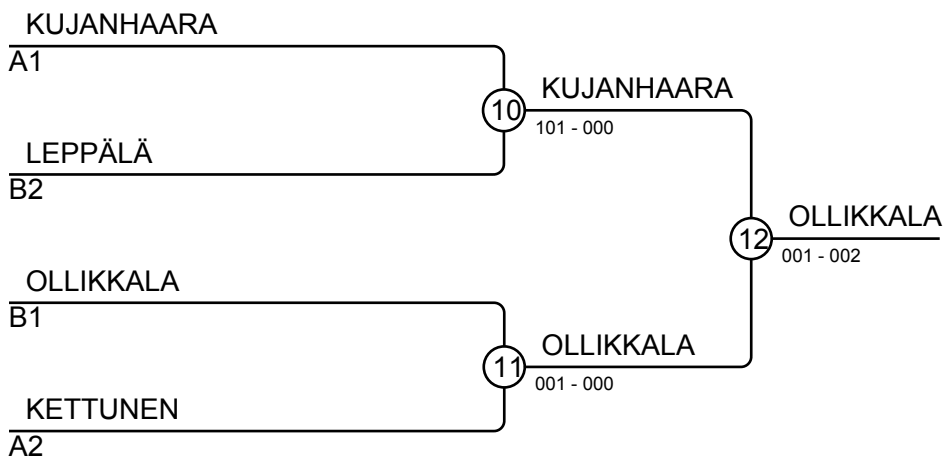 KUJANHAARA
A1
10
KUJANHAARA
101 - 000
LEPPÄLÄ
B2
12
OLLIKKALA
001 - 002
OLLIKKALA
B1
11
OLLIKKALA
001 - 000
KETTUNEN
A2